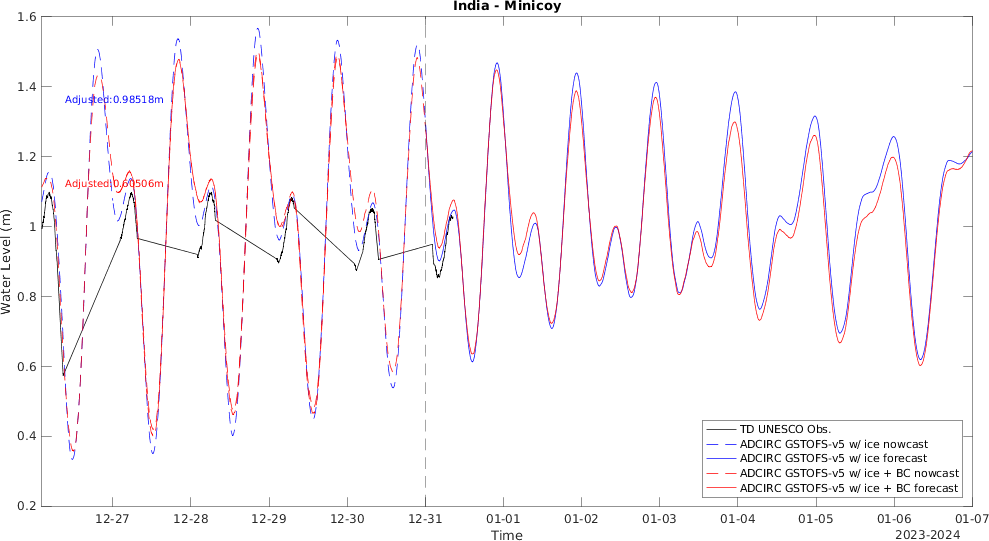 India - Minicoy
1.6
1.4
1.2
1
0.8
0.6
0.4
0.2
Water Level (m)
Adjusted:0.98518m
Adjusted:0.60506m
TD UNESCO Obs.
ADCIRC GSTOFS-v5 w/ ice nowcast
ADCIRC GSTOFS-v5 w/ ice forecast
ADCIRC GSTOFS-v5 w/ ice + BC nowcast
ADCIRC GSTOFS-v5 w/ ice + BC forecast
12-27 12-28 12-29 12-30 12-31 01-01 01-02 01-03 01-04 01-05 01-06 01-07
Time
2023-2024